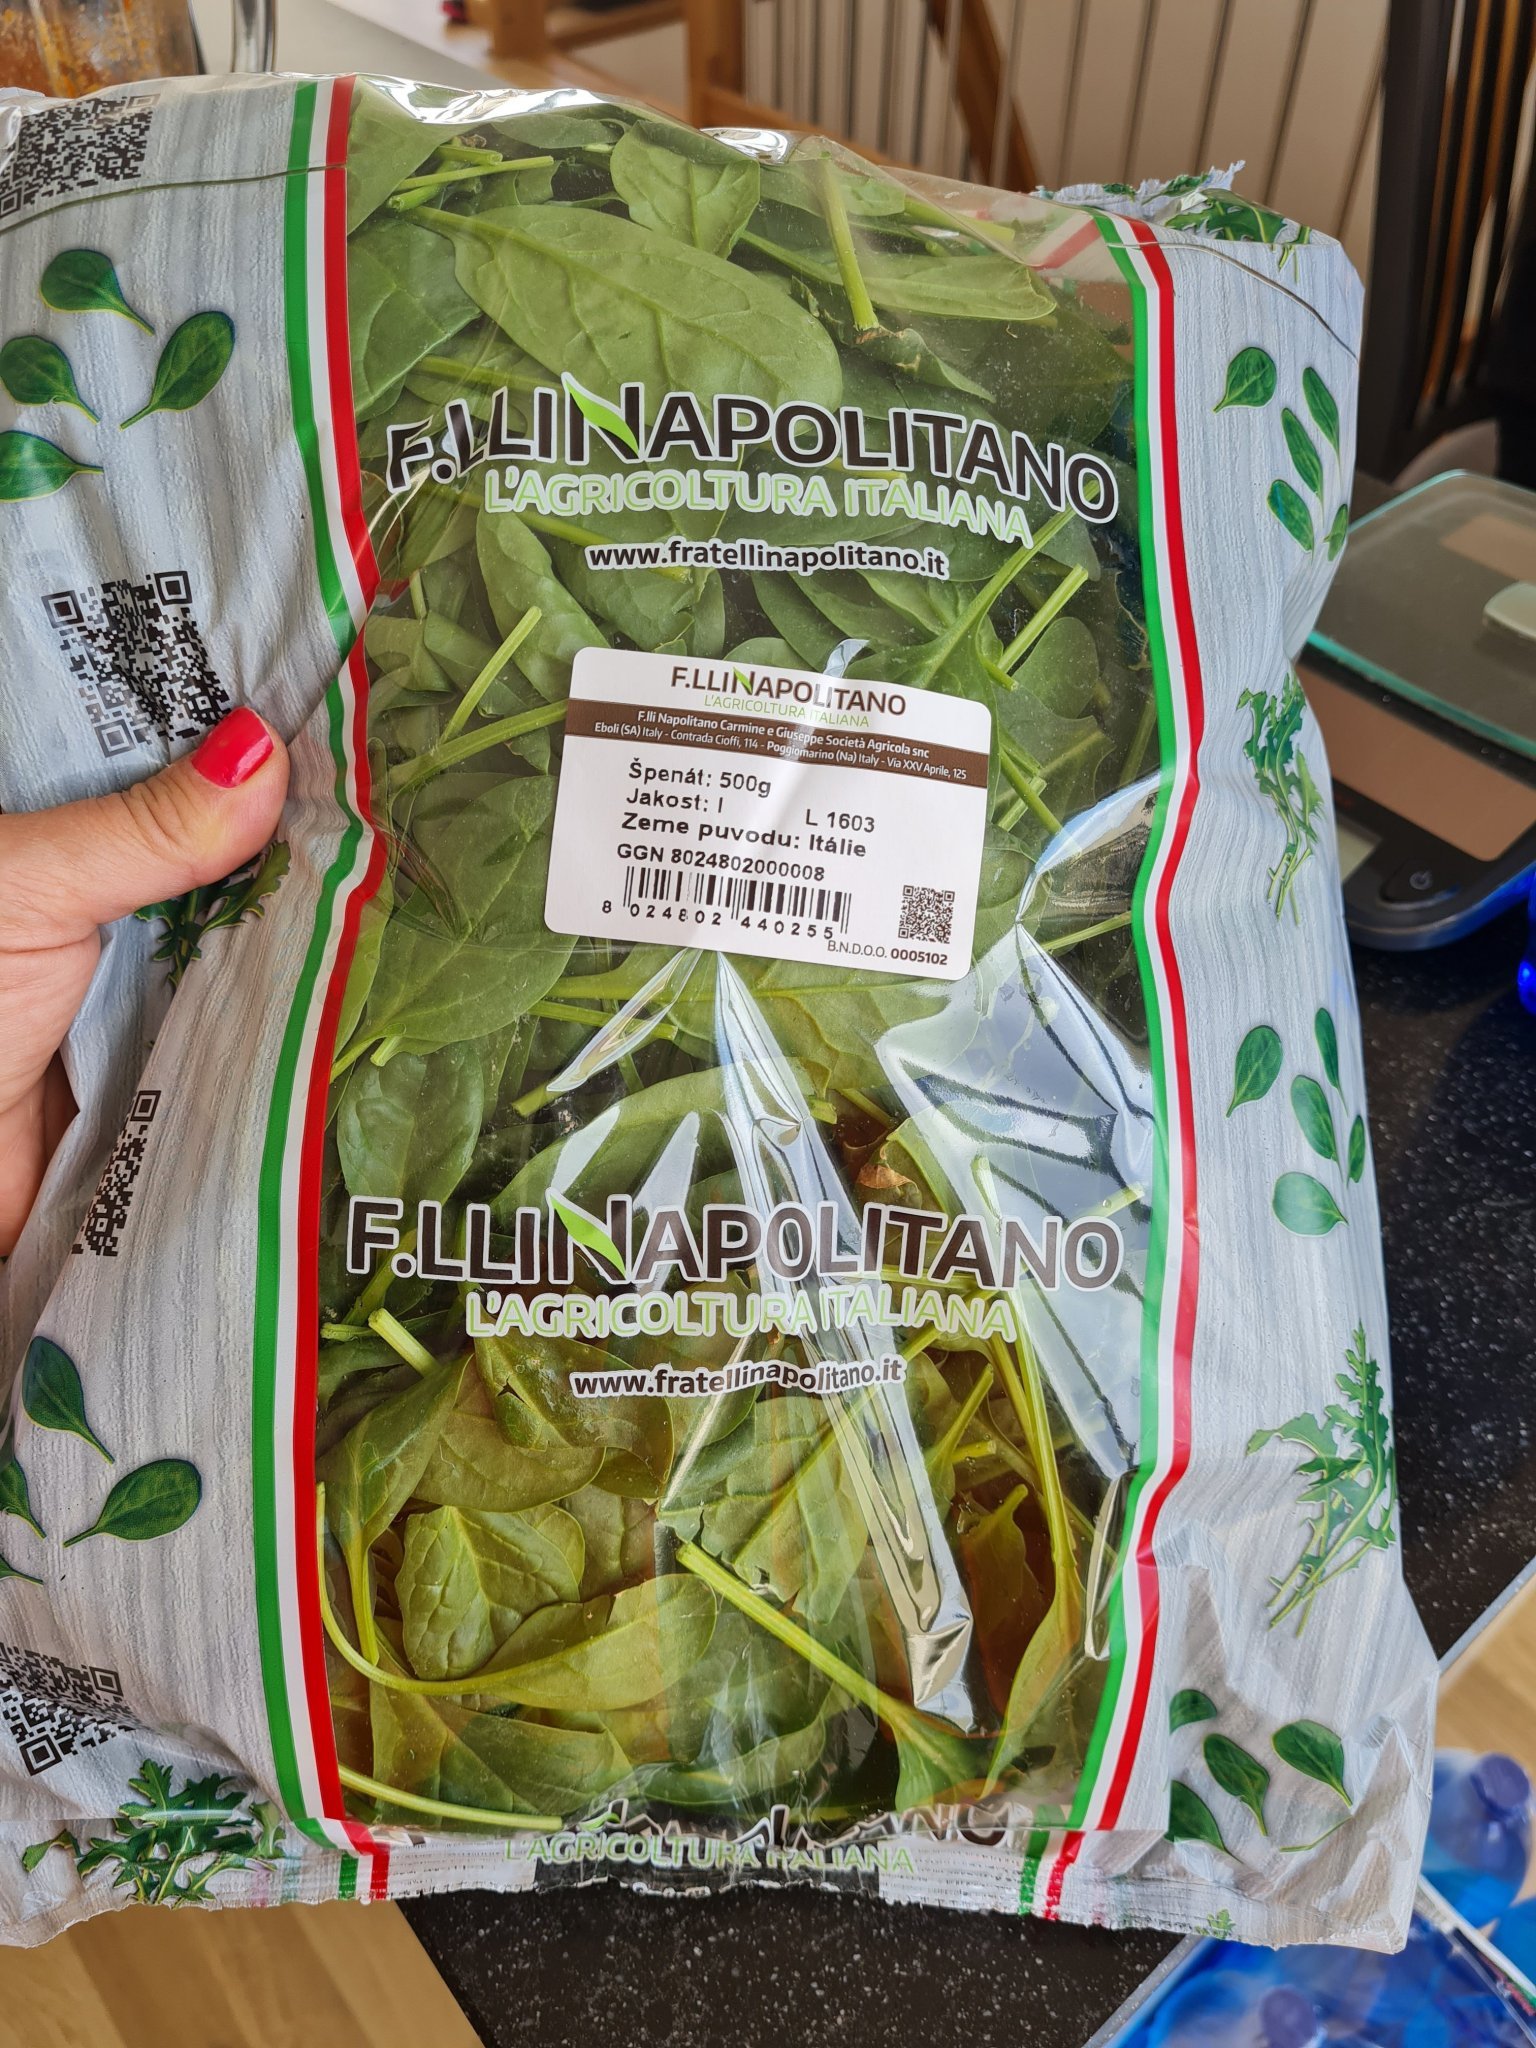 F.LLI NAPOLITANO
L'AGRICOLTURA ITALIANA
www.fratellinapolitano.it
F.LLI NAPOLITANO
L'AGRICOLTURA ITALIANA
F.lli Napolitano Carmine e Giuseppe Società Agricola snc
Eboli (SA) Italy - Contrada Cioffi, 114 - Poggiomarino (Na) Italy - Via XXV Aprile, 125
Špenát: 500g
Jakost: I L 1603
Zeme puvodu: Itálie
GGN 8024802000008
8 024802 440255
B.N.D.O.O. 0005102
F.LLI NAPOLITANO
L'AGRICOLTURA ITALIANA
www.fratellinapolitano.it
L'AGRICOLTURA ITALIANA